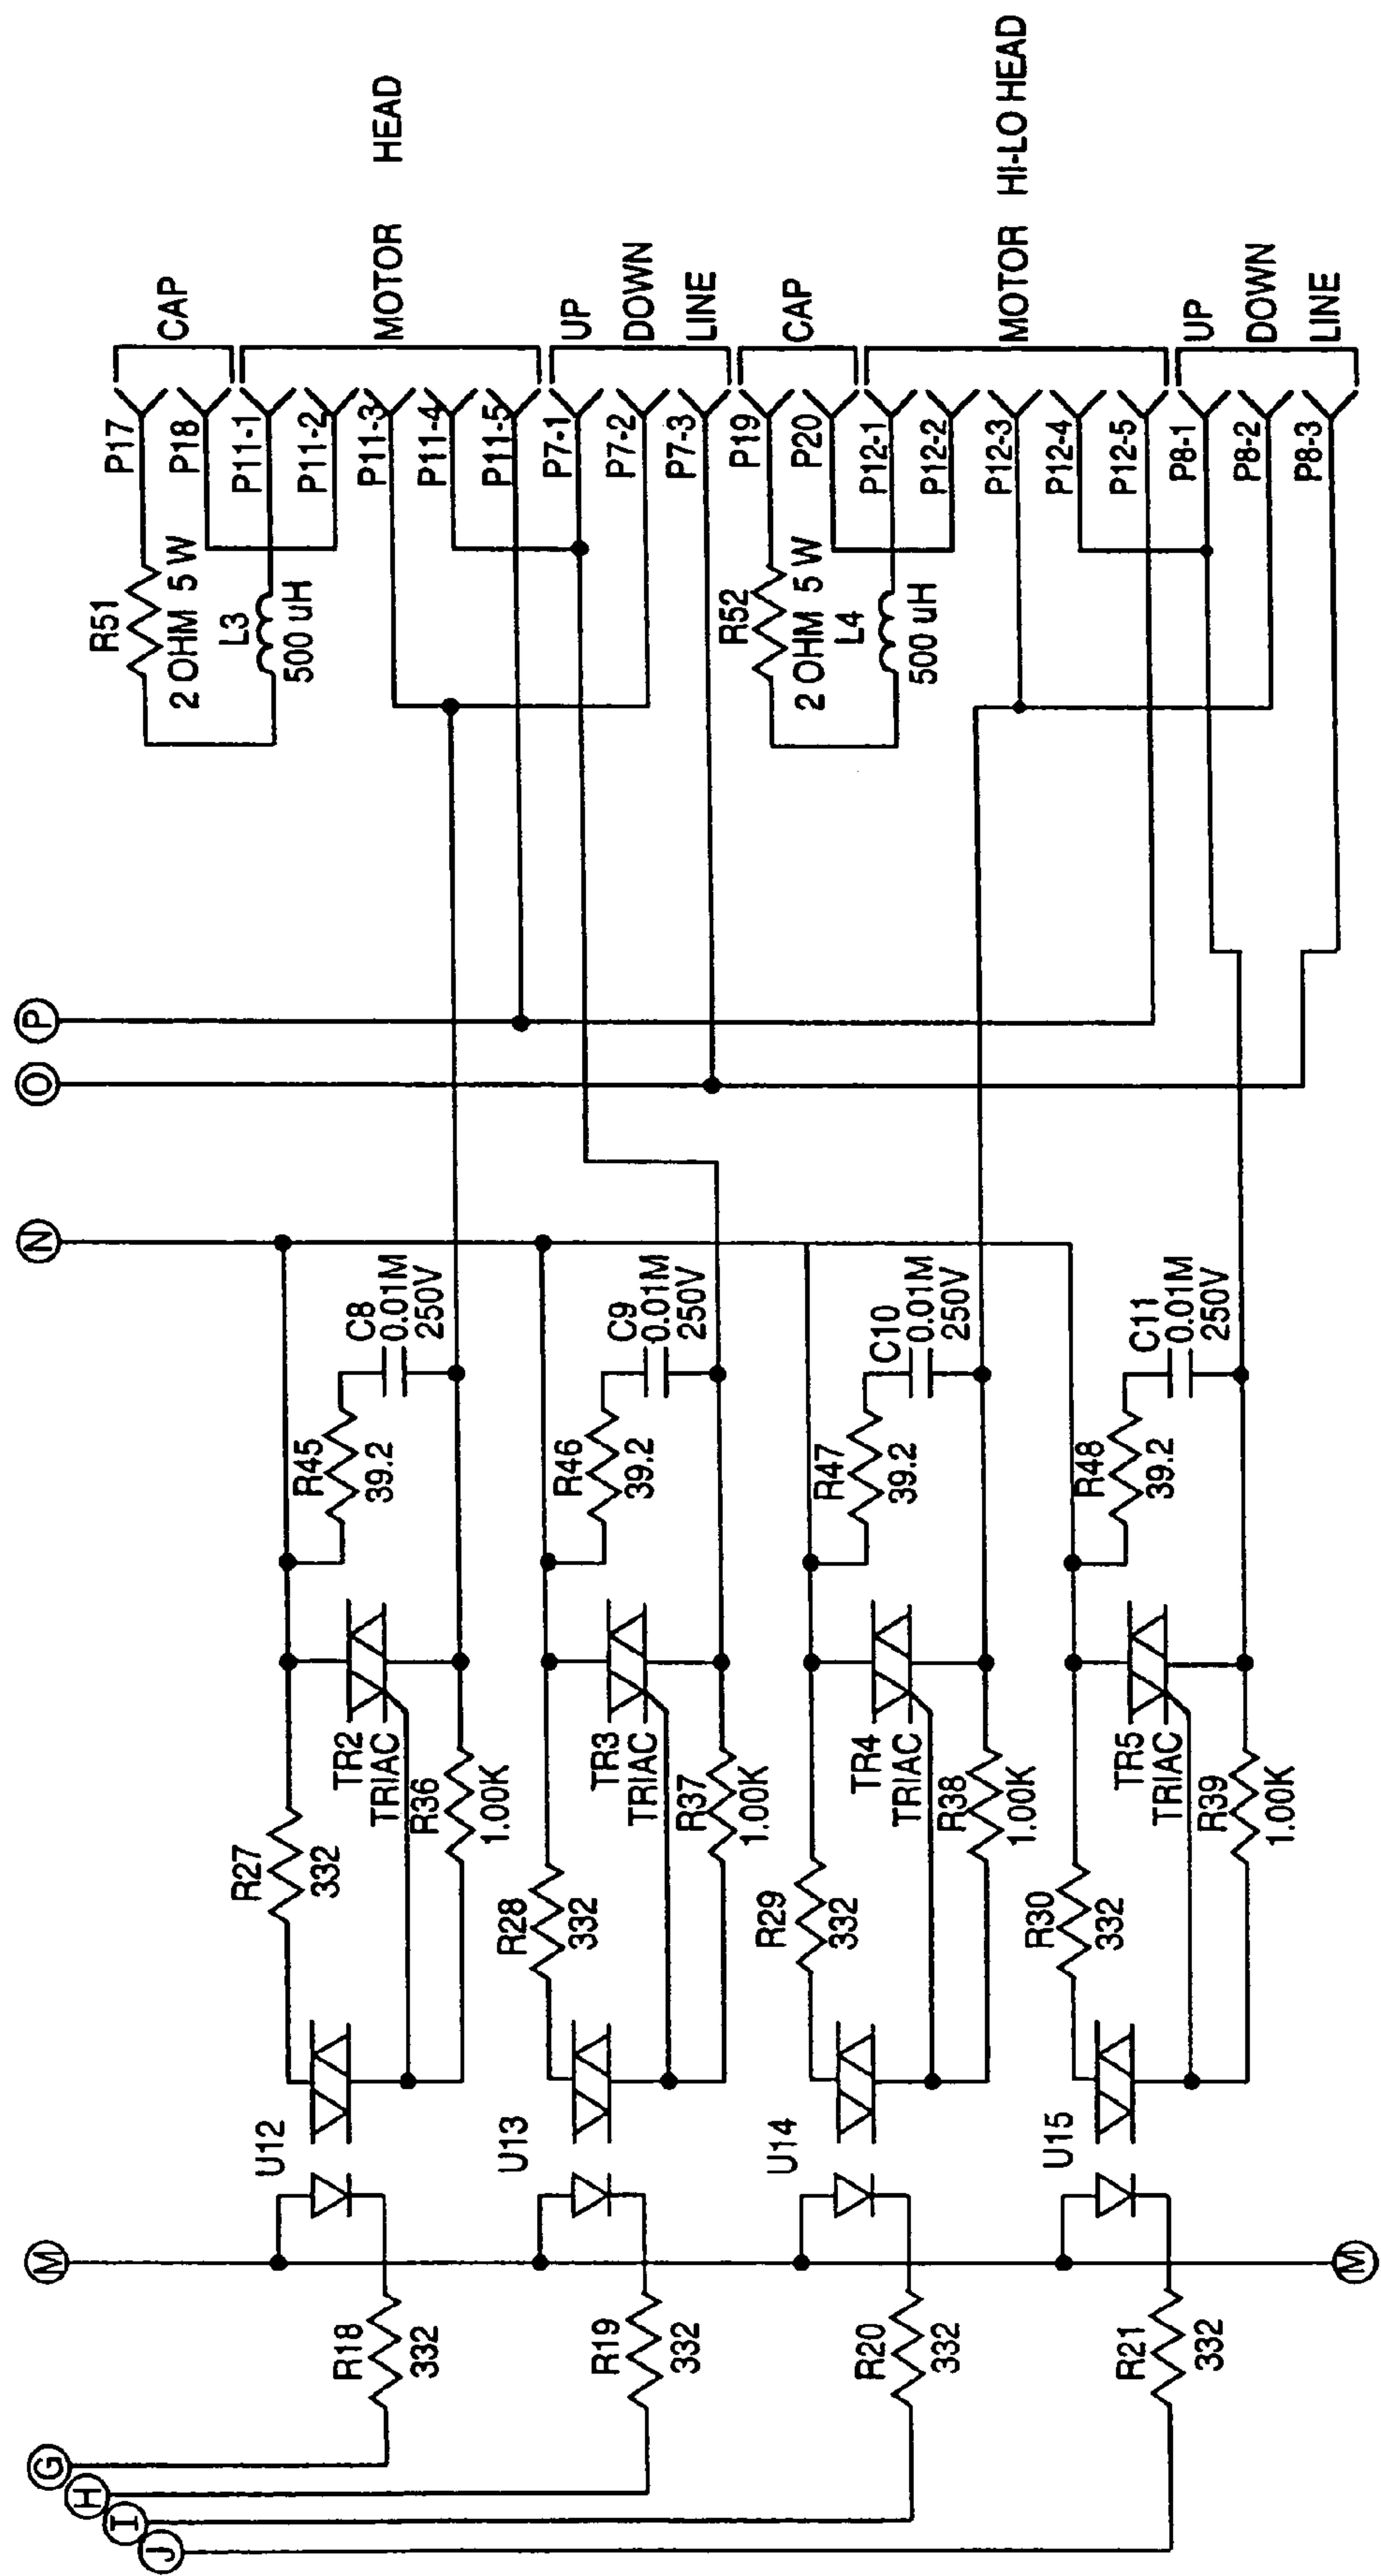 G
H
I
J
M
N
O
P
R18
332
U12
R27
332
TR2
TRIAC
R36
1.00K
R45
39.2
C8
0.01M
250V
R19
332
U13
R28
332
TR3
TRIAC
R37
1.00K
R46
39.2
C9
0.01M
250V
R20
332
U14
R29
332
TR4
TRIAC
R38
1.00K
R47
39.2
C10
0.01M
250V
R21
332
U15
R30
332
TR5
TRIAC
R39
1.00K
R48
39.2
C11
0.01M
250V
M
R51
2 OHM 5 W
L3
500 uH
P17
P18
P11-1
P11-2
P11-3
P11-4
P11-5
P7-1
P7-2
P7-3
CAP
MOTOR HEAD
UP
DOWN
LINE
R52
2 OHM 5 W
L4
500 uH
P19
P20
P12-1
P12-2
P12-3
P12-4
P12-5
P8-1
P8-2
P8-3
CAP
MOTOR HI-LO HEAD
UP
DOWN
LINE